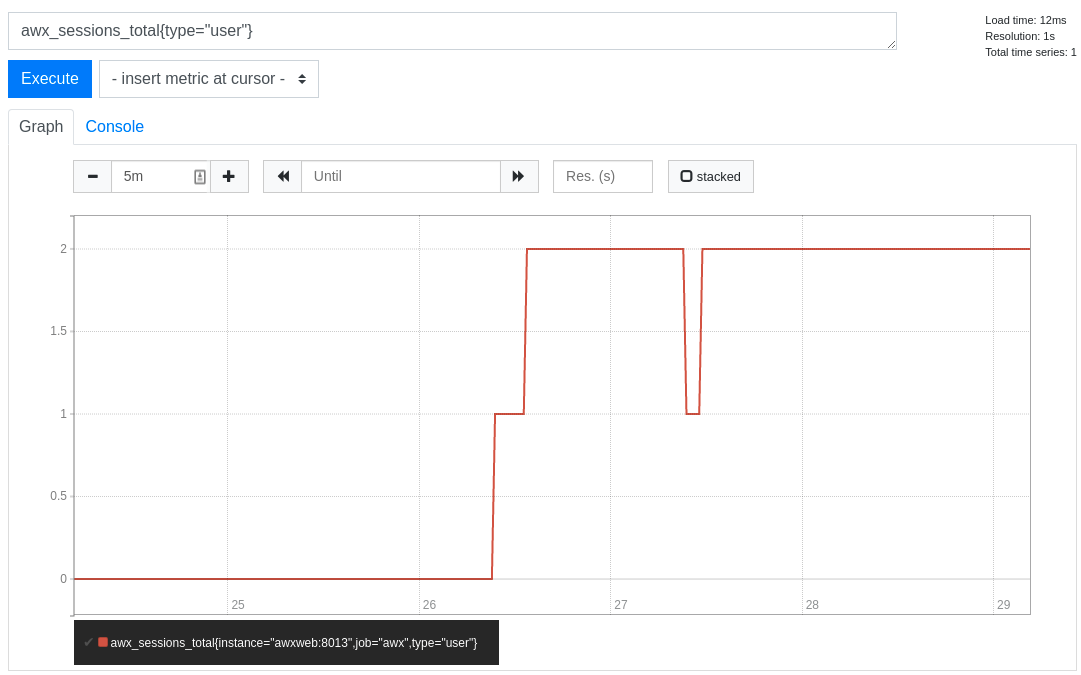 awx_sessions_total{type="user"}
Load time: 12ms
Resolution: 1s
Total time series: 1
Execute
- insert metric at cursor -
Graph
Console
5m
Until
Res. (s)
stacked
2
1.5
1
0.5
0
25
26
27
28
29
awx_sessions_total{instance="awxweb:8013",job="awx",type="user"}